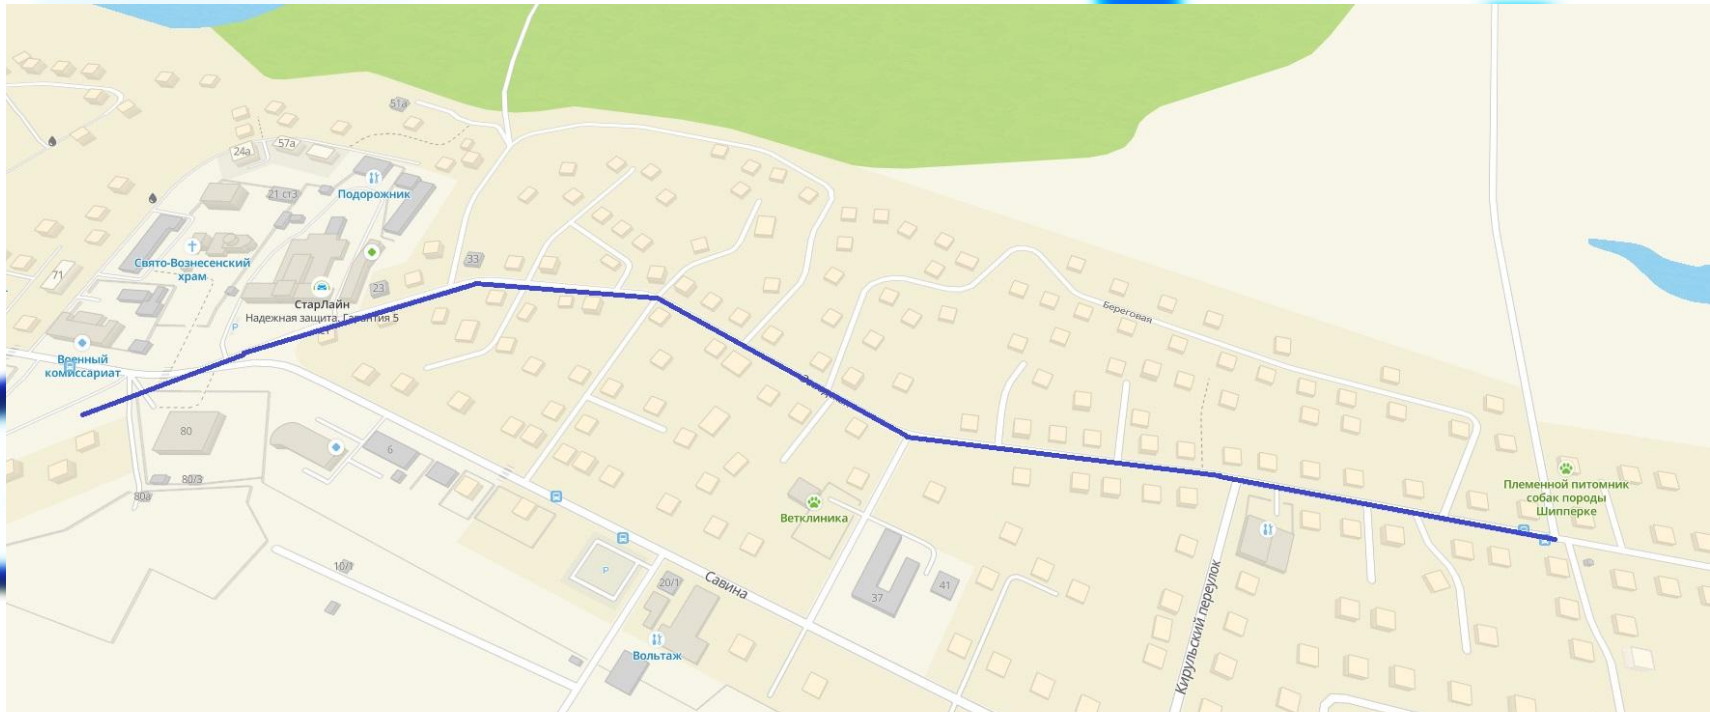 51а
57а
24а
Подорожник
21 ст3
Свято-Вознесенский
храм
71
33
23
СтарЛайн
Надежная защита. Гарантия 5
лет
P
Береговая
Военный
комиссариат
80
6
80/3
80а
Племенной питомник
собак породы
Шипперке
Ветклиника
10/1
P
20/1
Савина
37
41
Вольтаж
Кирульский переулок